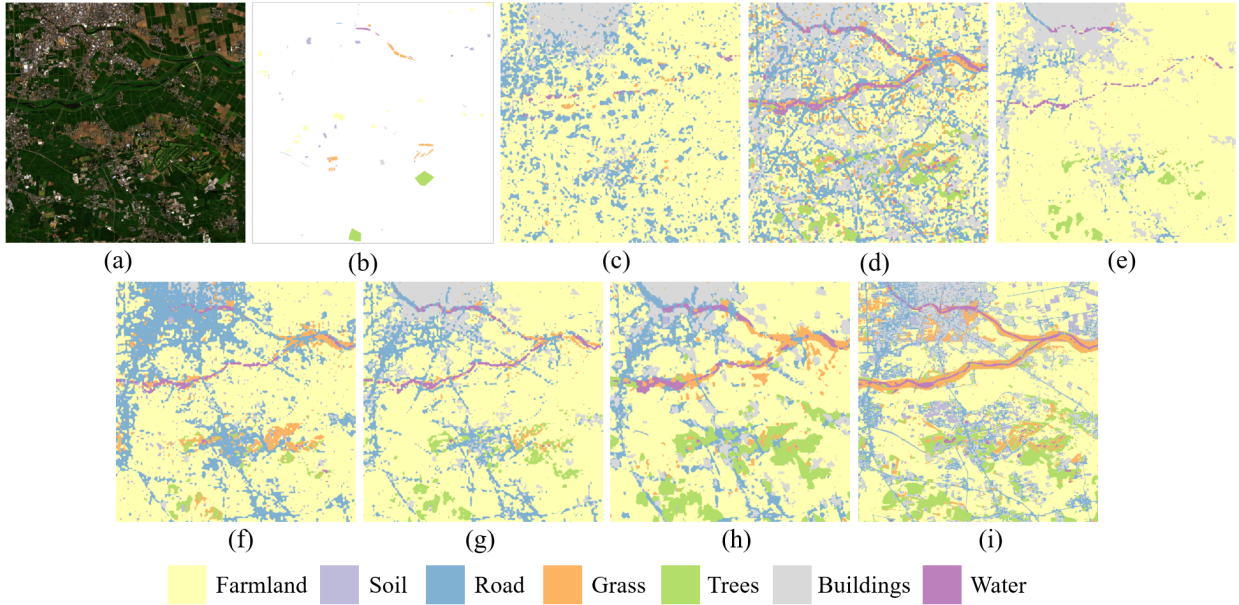 (a) (b) (c) (d) (e)
(f) (g) (h) (i)
Farmland Soil Road Grass Trees Buildings Water